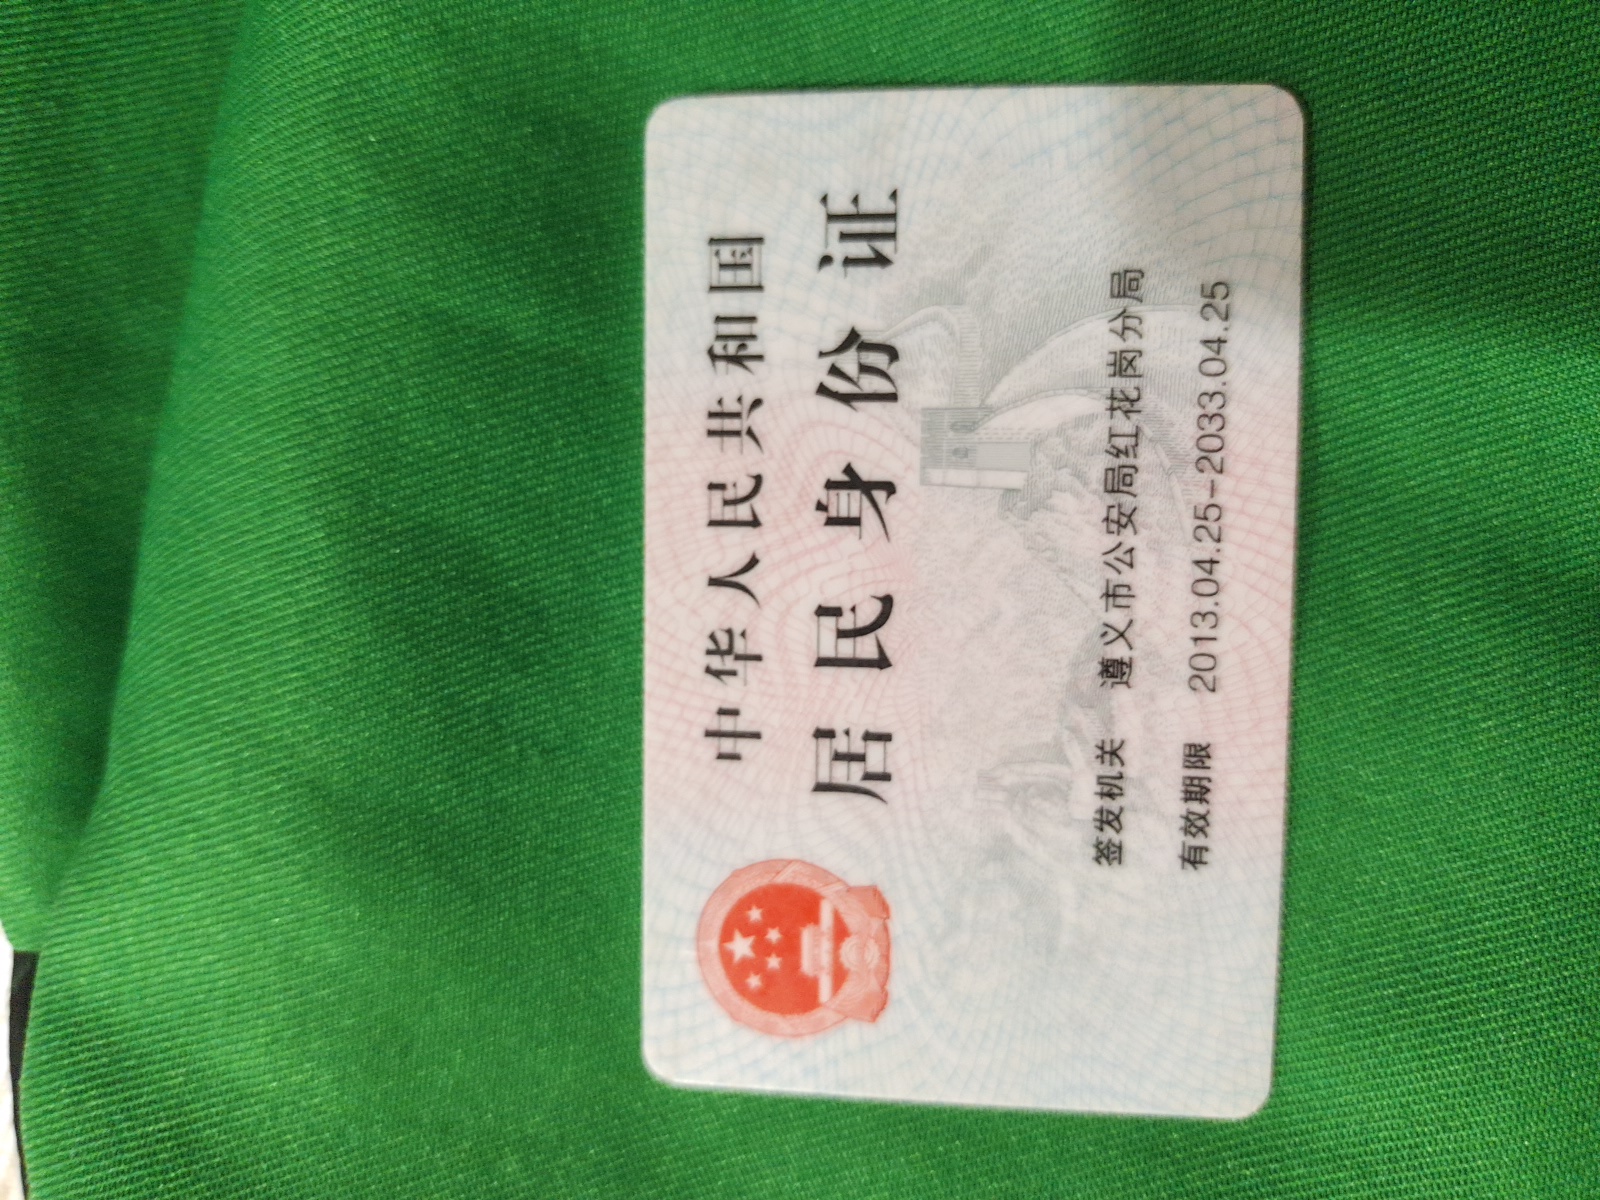 中华人民共和国
居民身份证
签发机关 遵义市公安局红花岗分局
有效期限 2013.04.25-2033.04.25